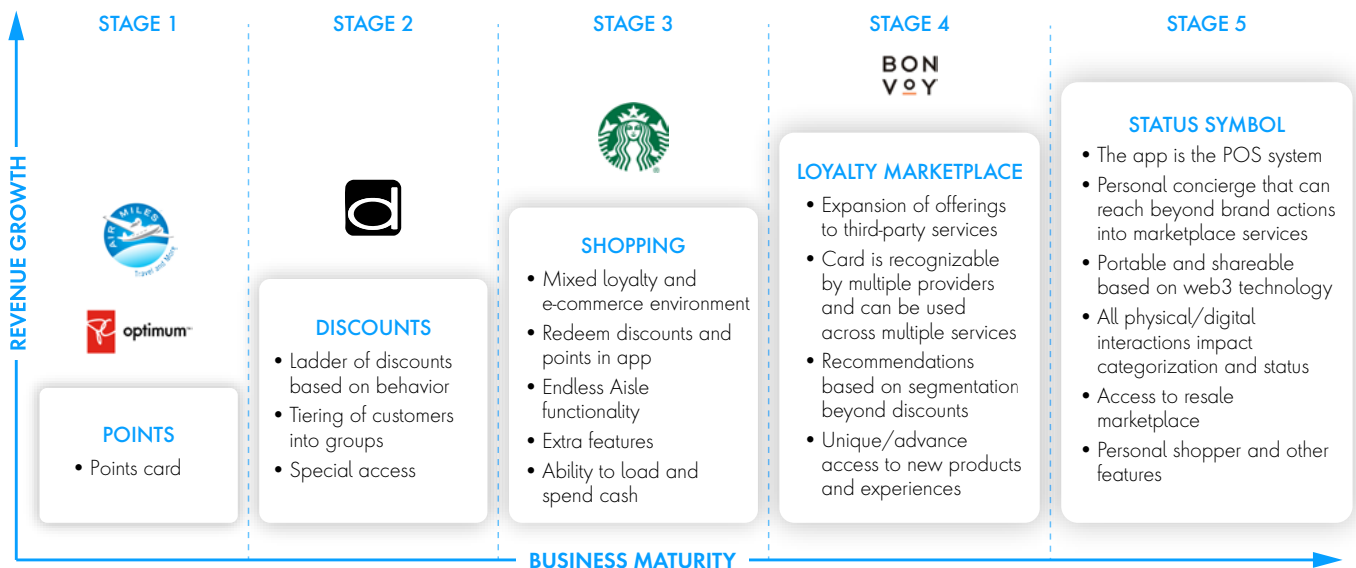 STAGE 1
STAGE 2
STAGE 3
STAGE 4
STAGE 5
REVENUE GROWTH
AIR MILES
Travel and More
PC optimum™
POINTS
• Points card
d
DISCOUNTS
• Ladder of discounts
based on behavior
• Tiering of customers
into groups
• Special access
SHOPPING
• Mixed loyalty and
e-commerce environment
• Redeem discounts and
points in app
• Endless Aisle
functionality
• Extra features
• Ability to load and
spend cash
BON
VOY
LOYALTY MARKETPLACE
• Expansion of offerings
to third-party services
• Card is recognizable
by multiple providers
and can be used
across multiple services
• Recommendations
based on segmentation
beyond discounts
• Unique/advance
access to new products
and experiences
STATUS SYMBOL
• The app is the POS system
• Personal concierge that can
reach beyond brand actions
into marketplace services
• Portable and shareable
based on web3 technology
• All physical/digital
interactions impact
categorization and status
• Access to resale
marketplace
• Personal shopper and other
features
BUSINESS MATURITY